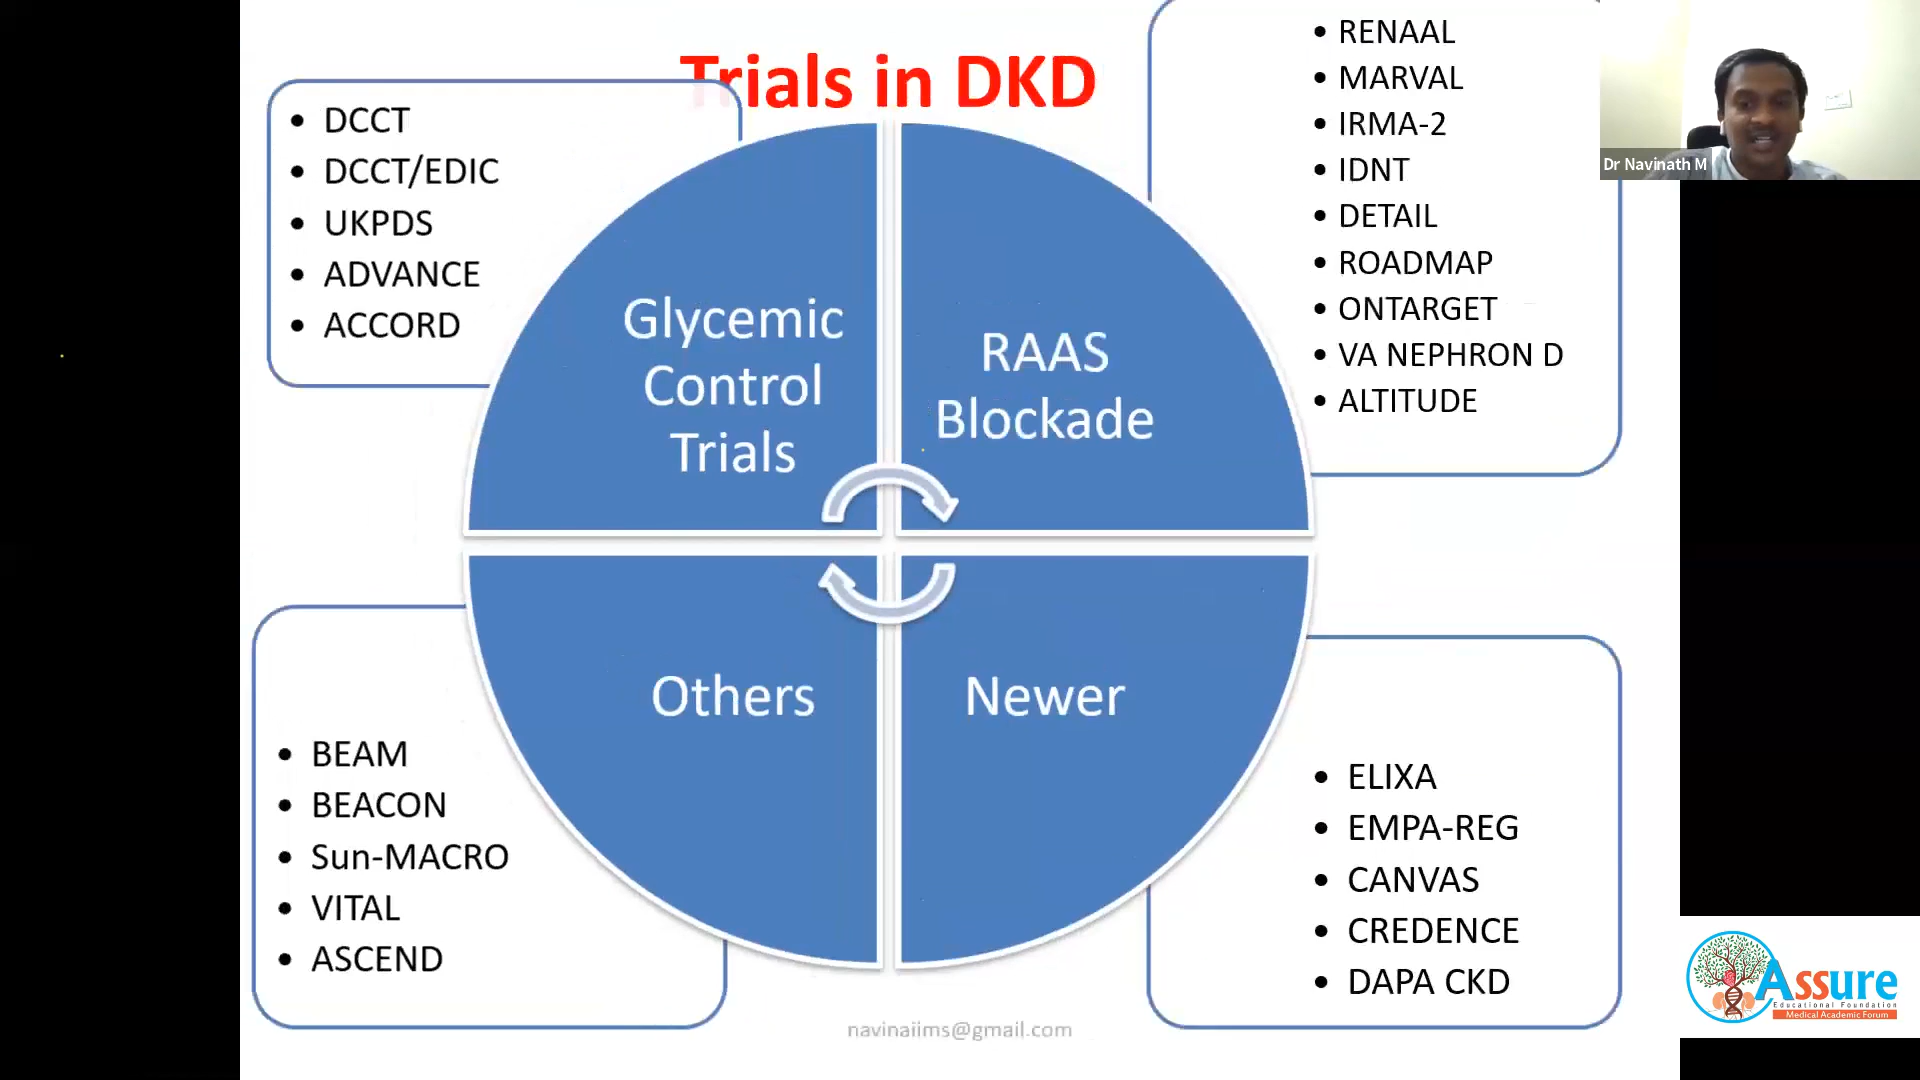 Trials in DKD
• DCCT
• DCCT/EDIC
• UKPDS
• ADVANCE
• ACCORD
Glycemic
Control
Trials
RAAS
Blockade
• RENAAL
• MARVAL
• IRMA-2
• IDNT
• DETAIL
• ROADMAP
• ONTARGET
• VA NEPHRON D
• ALTITUDE
Dr Navinath M
Others
Newer
• BEAM
• BEACON
• Sun-MACRO
• VITAL
• ASCEND
• ELIXA
• EMPA-REG
• CANVAS
• CREDENCE
• DAPA CKD
navinaiims@gmail.com
Assure
Educational Foundation
Medical Academic Forum